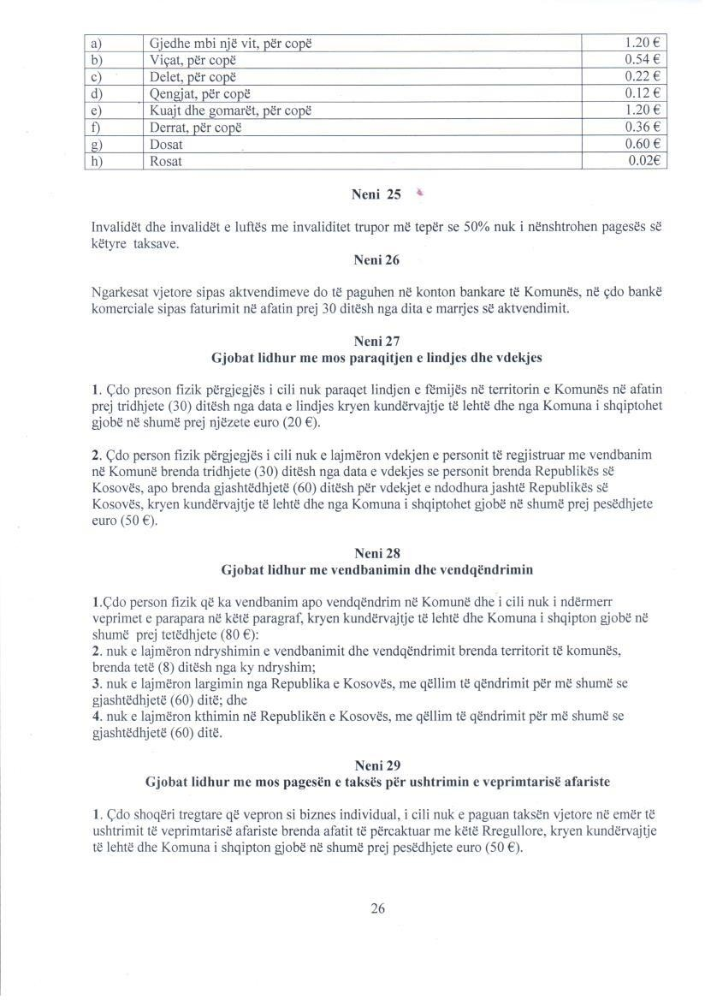 a) Gjedhe mbi një vit, për copë 1.20 €
b) Viçat, për copë 0.54 €
c) Delet, për copë 0.22 €
d) Qengjat, për copë 0.12 €
e) Kuajt dhe gomarët, për copë 1.20 €
f) Derrat, për copë 0.36 €
g) Dosat 0.60 €
h) Rosat 0.02€
Neni 25
Invalidët dhe invalidët e luftës me invaliditet trupor më tepër se 50% nuk i nënshtrohen pagesës së
këtyre taksave.
Neni 26
Ngarkesat vjetore sipas aktvendimeve do të paguhen në konton bankare të Komunës, në çdo bankë
komerciale sipas faturimit në afatin prej 30 ditësh nga dita e marrjes së aktvendimit.
Neni 27
Gjobat lidhur me mos paraqitjen e lindjes dhe vdekjes
1. Çdo preson fizik përgjegjës i cili nuk paraqet lindjen e fëmijës në territorin e Komunës në afatin
prej tridhjete (30) ditësh nga data e lindjes kryen kundërvajtje të lehtë dhe nga Komuna i shqiptohet
gjobë në shumë prej njëzete euro (20 €).
2. Çdo person fizik përgjegjës i cili nuk e lajmëron vdekjen e personit të regjistruar me vendbanim
në Komunë brenda tridhjete (30) ditësh nga data e vdekjes se personit brenda Republikës së
Kosovës, apo brenda gjashtëdhjetë (60) ditësh për vdekjet e ndodhura jashtë Republikës së
Kosovës, kryen kundërvajtje të lehtë dhe nga Komuna i shqiptohet gjobë në shumë prej pesëdhjete
euro (50 €).
Neni 28
Gjobat lidhur me vendbanimin dhe vendqëndrimin
1.Çdo person fizik që ka vendbanim apo vendqëndrim në Komunë dhe i cili nuk i ndërmerr
veprimet e parapara në këtë paragraf, kryen kundërvajtje të lehtë dhe Komuna i shqipton gjobë në
shumë prej tetëdhjete (80 €):
2. nuk e lajmëron ndryshimin e vendbanimit dhe vendqëndrimit brenda territorit të komunës,
brenda tetë (8) ditësh nga ky ndryshim;
3. nuk e lajmëron largimin nga Republika e Kosovës, me qëllim të qëndrimit për më shumë se
gjashtëdhjetë (60) ditë; dhe
4. nuk e lajmëron kthimin në Republikën e Kosovës, me qëllim të qëndrimit për më shumë se
gjashtëdhjetë (60) ditë.
Neni 29
Gjobat lidhur me mos pagesën e taksës për ushtrimin e veprimtarisë afariste
1. Çdo shoqëri tregtare që vepron si biznes individual, i cili nuk e paguan taksën vjetore në emër të
ushtrimit të veprimtarisë afariste brenda afatit të përcaktuar me këtë Rregullore, kryen kundërvajtje
të lehtë dhe Komuna i shqipton gjobë në shumë prej pesëdhjete euro (50 €).
26